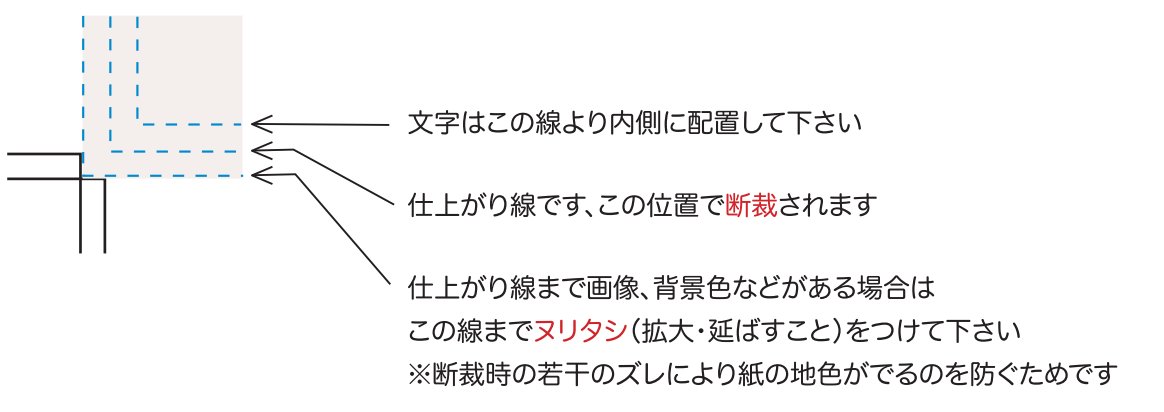 文字はこの線より内側に配置して下さい
仕上がり線です、この位置で断裁されます
仕上がり線まで画像、背景色などがある場合は
この線までヌリタシ（拡大・延ばすこと）をつけて下さい
※断裁時の若干のズレにより紙の地色がでるのを防ぐためです